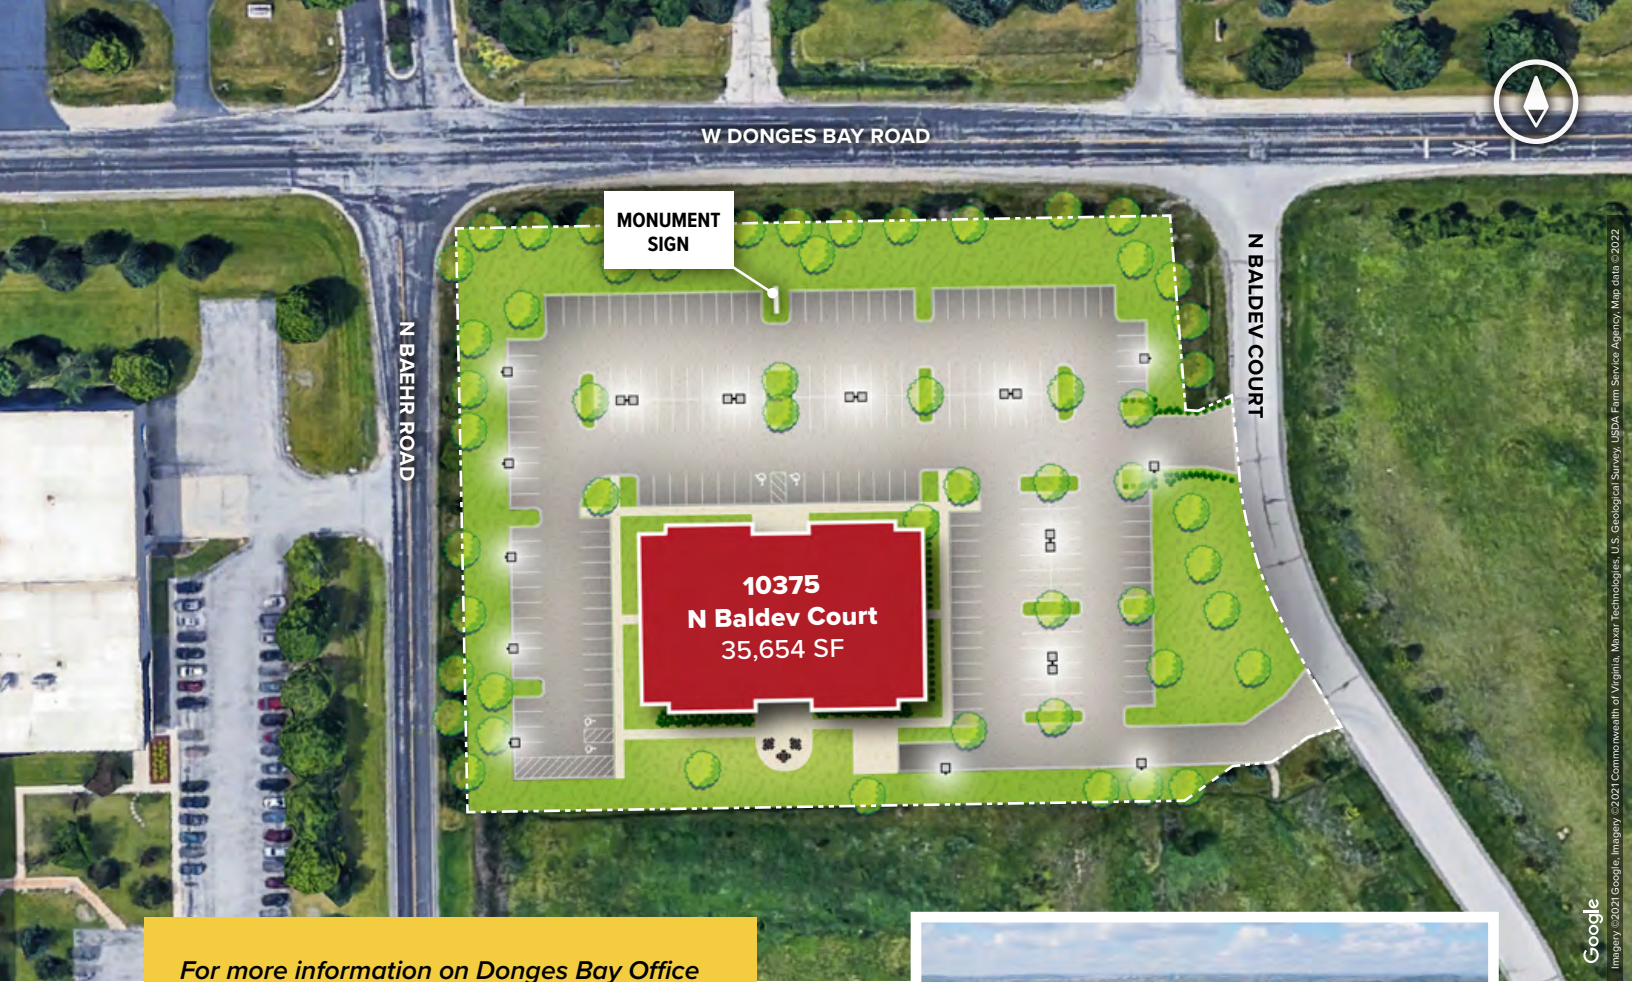 W DONGES BAY ROAD
MONUMENT
SIGN
N BALDEV COURT
N BAEHR ROAD
10375
N Baldev Court
35,654 SF
For more information on Donges Bay Office
Google
Imagery ©2021 Google, Imagery ©2021 Commonwealth of Virginia, Maxar Technologies, U.S. Geological Survey, USDA Farm Service Agency, Map data ©2022